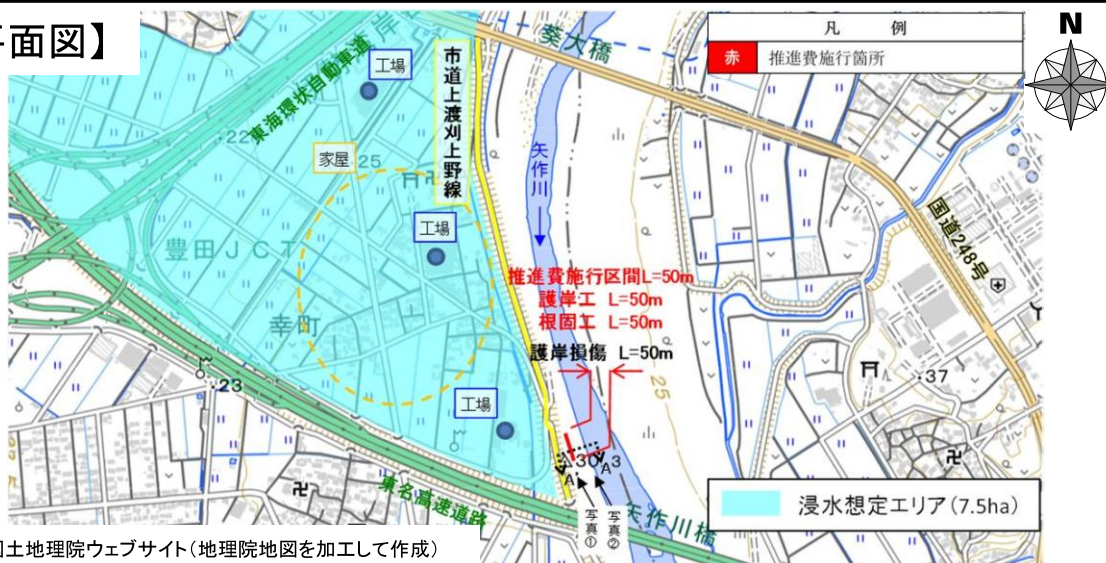 平面図】
凡 例
赤 推進費施行箇所
N
葵大橋
東海環状自動車道
工場
市道上渡刈上野線
矢作川
家屋
25
22
工場
国道248号
豊田JCT
推進費施行区間L=50m
護岸工 L=50m
根固工 L=50m
護岸損傷 L=50m
幸町
25
23
37
工場
A
A
写真①
写真②
東名高速道路
矢作川橋
浸水想定エリア(7.5ha)
国土地理院ウェブサイト(地理院地図を加工して作成)